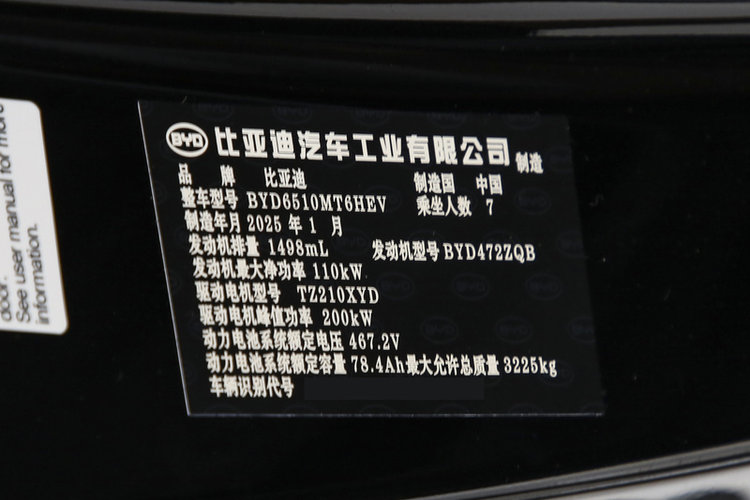 BYD 比亚迪汽车工业有限公司 制造
品 牌 比亚迪 制造国 中国
整车型号 BYD6510MT6HEV 乘坐人数 7
制造年月 2025 年 1 月
发动机排量 1498mL 发动机型号 BYD472ZQB
发动机最大净功率 110kW
驱动电机型号 TZ210XYD
驱动电机峰值功率 200kW
动力电池系统额定电压 467.2V
动力电池系统额定容量 78.4Ah 最大允许总质量 3225kg
车辆识别代号
See user manual for more
information.
door.
information.